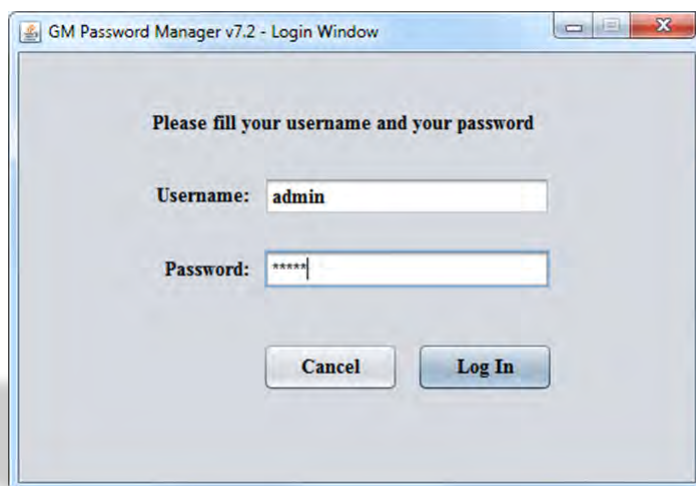 GM Password Manager v7.2 - Login Window
Please fill your username and your password
Username: admin
Password: *****
Cancel Log In